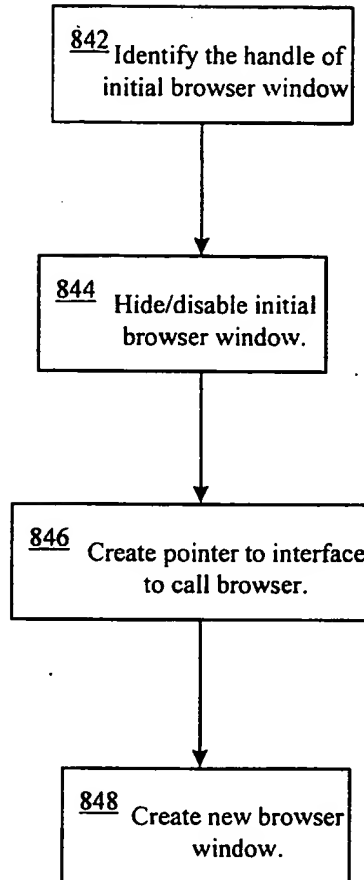 842 Identify the handle of
initial browser window
844 Hide/disable initial
browser window.
846 Create pointer to interface
to call browser.
848 Create new browser
window.